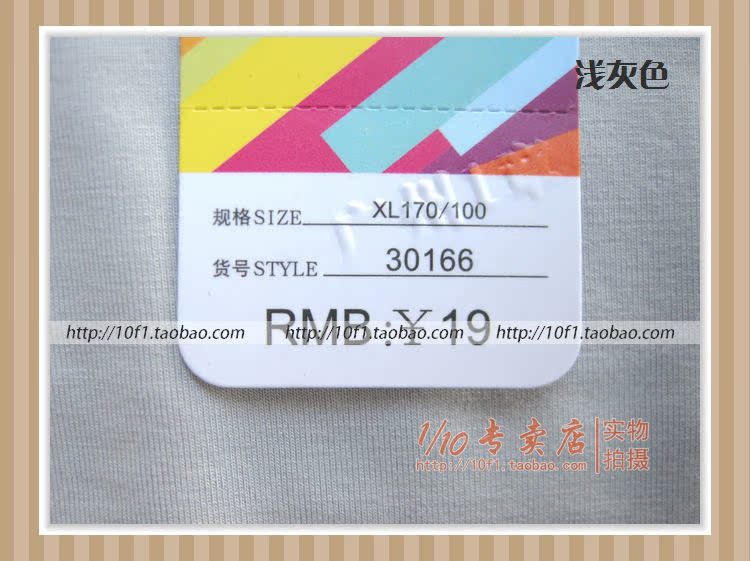 浅灰色
规格SIZE XL170/100
货号STYLE 30166
RMB:Y19
http://10f1.taobao.com http://10f1.taobao.com http://10f1.taobao.com
1/10专卖店 实物
http://10f1.taobao.com 拍摄